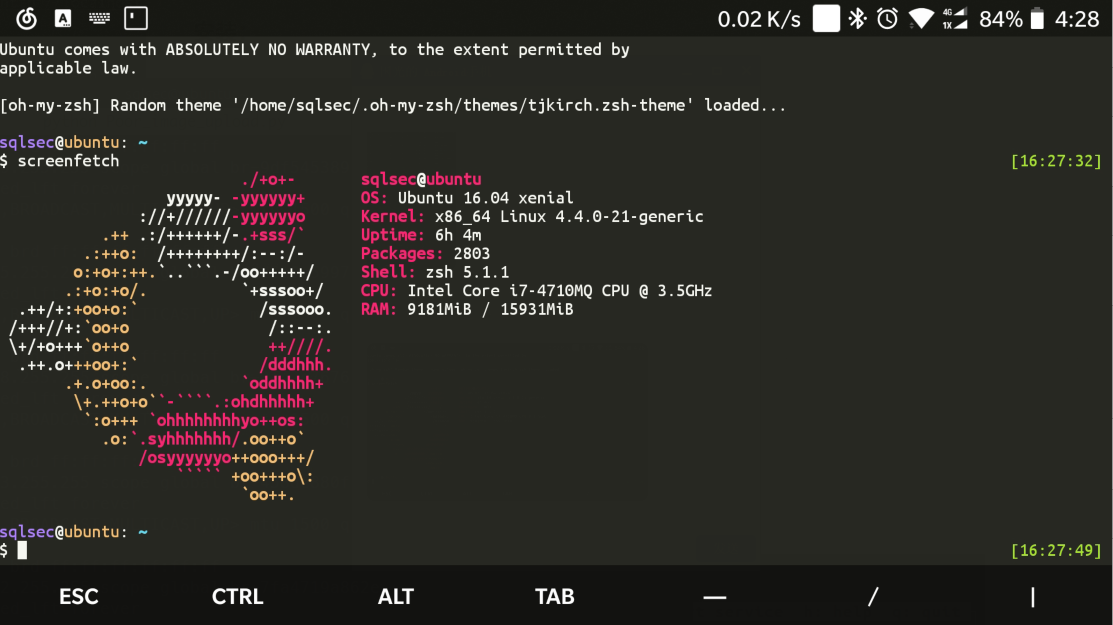 0.02 K/s 4G 1X 84% 4:28
Ubuntu comes with ABSOLUTELY NO WARRANTY, to the extent permitted by
applicable law.
[oh-my-zsh] Random theme '/home/sqlsec/.oh-my-zsh/themes/tjkirch.zsh-theme' loaded...
sqlsec@ubuntu: ~
$ screenfetch [16:27:32]
./+o+- sqlsec@ubuntu
yyyyy- -yyyyyy+ OS: Ubuntu 16.04 xenial
://+//////-yyyyyyo Kernel: x86_64 Linux 4.4.0-21-generic
.++ .:/++++++/-.+sss/` Uptime: 6h 4m
.:++o: /++++++++/:--:/- Packages: 2803
o:+o+:++.`..```.-/oo+++++/ Shell: zsh 5.1.1
.:+o:+o/. `+sssoo+/ CPU: Intel Core i7-4710MQ CPU @ 3.5GHz
.++/+:+oo+o:` /sssooo. RAM: 9181MiB / 15931MiB
/+++//+:`oo+o /::--:.
\+/+o+++`o++o ++////.
.++.o+++oo+:` /dddhhh.
.+.o+oo:. `oddhhhh+
\+.++o+o``-````.:ohdhhhhh+
`:o+++ `ohhhhhhhhyo++os:
.o:`.syhhhhhhh/.oo++o`
/osyyyyyyo++ooo+++/
````` +oo+++o\:
`oo++.
sqlsec@ubuntu: ~
$ [16:27:49]
ESC CTRL ALT TAB — / |